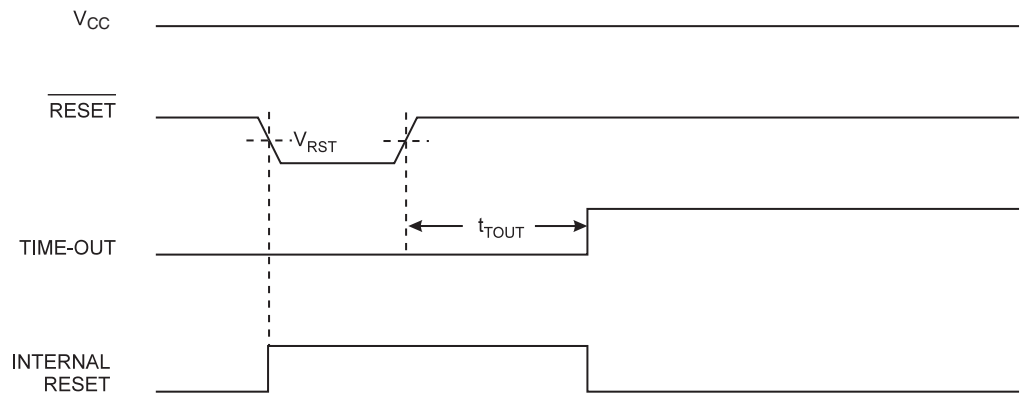 VCC
RESET
VRST
tTOUT
TIME-OUT
INTERNAL
RESET